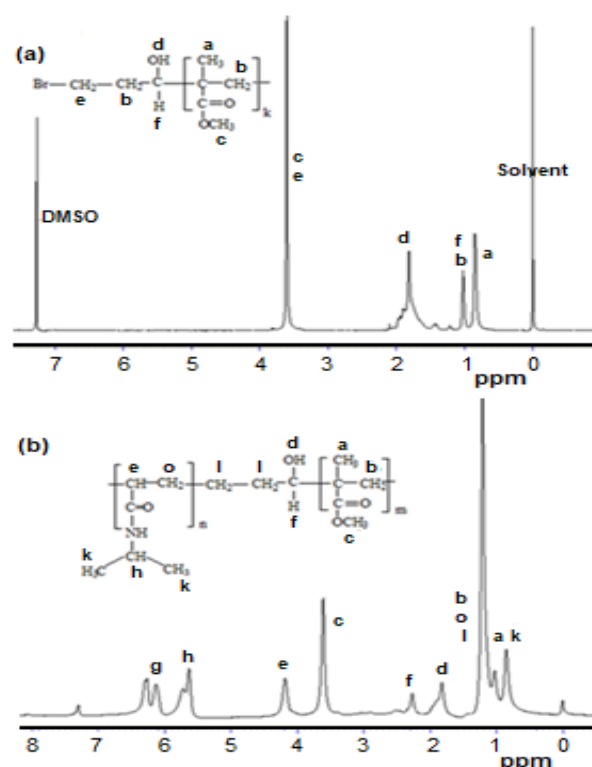 (a)
d
OH
a
CH₃
b
Br—CH₂—CH₂—C—C—CH₂
e
b
H
f
C=O
OCH₃
c
k
DMSO
c
e
d
f
b
a
Solvent
7 6 5 4 3 2 1 0
ppm
(b)
e
o
l
l
d
OH
a
CH₃
b
CH—CH₂—CH₂—CH₂—C—C—CH₂
C=O
n
H
f
C=O
m
NH
OCH₃
c
k
H₃C
CH
h
CH₃
k
g
h
e
c
f
d
b
o
l
a k
8 7 6 5 4 3 2 1 0
ppm